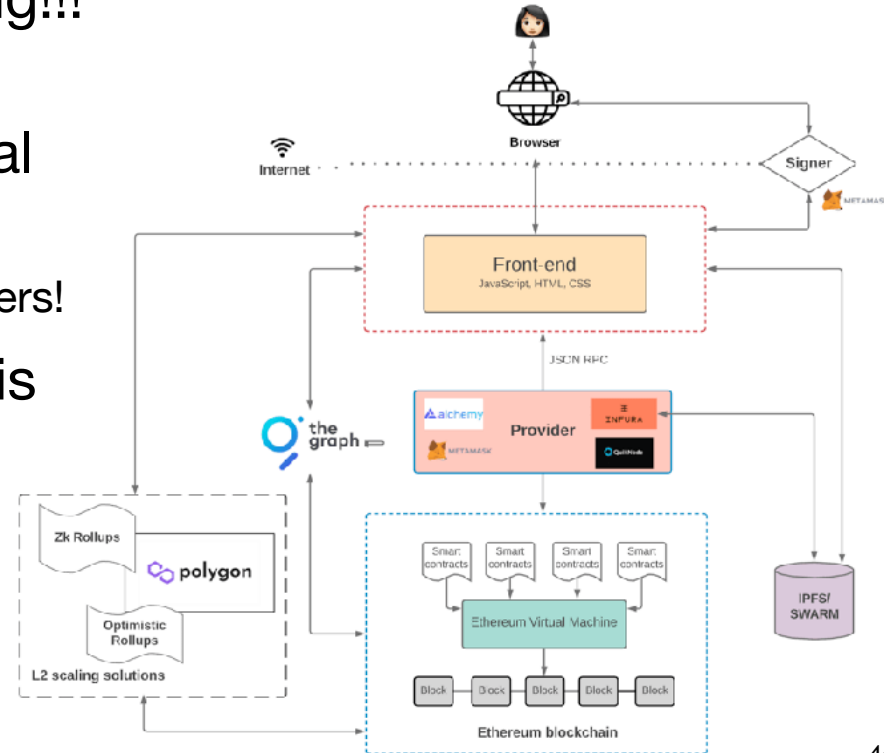 g!!!
al
ers!
is
Browser
Internet
Signer
METAMASK
Front-end
JavaScript, HTML, CSS
JSON RPC
alchemy
INFURA
Provider
METAMASK
QuikNode
the
graph
Zk Rollups
polygon
Optimistic
Rollups
L2 scaling solutions
Smart
contracts
Smart
contracts
Smart
contracts
Smart
contracts
Ethereum Virtual Machine
Block
Block
Block
Block
Block
Ethereum blockchain
IPFS/
SWARM